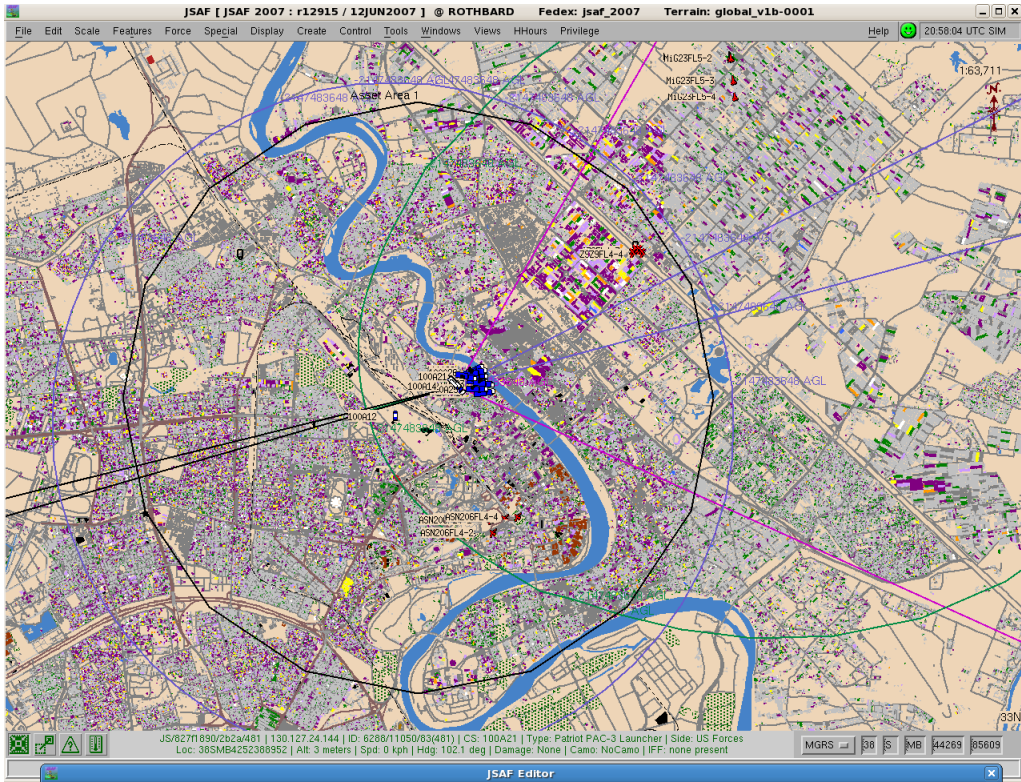 JSAF [ JSAF 2007 : r12915 / 12JUN2007 ] @ ROTHBARD Fedex: jsaf_2007 Terrain: global_v1b-0001
File Edit Scale Features Force Special Display Create Control Tools Windows Views HHours Privilege Help 20:58:04 UTC SIM
MiG23FL5-2
1:63,711
MiG23FL5-3
N
MiG23FL5-4
-2147483648 AGL
Asset Area 1
Z9Z9FL4-4
-2147483648 AGL
100A21
100A14
100A12
ASN206FL4-4
ASN206FL4-2
33N
JS/827f1890/2b2a/481 | 130.127.24.144 | ID: 6288/11050/83(481) | CS: 100A21 | Type: Patriot PAC-3 Launcher | Side: US Forces
Loc: 38SMB4252388952 | Alt: 3 meters | Spd: 0 kph | Hdg: 102.1 deg | Damage: None | Camo: NoCamo | IFF: none present
MGRS 38 S MB 44269 85609
JSAF Editor